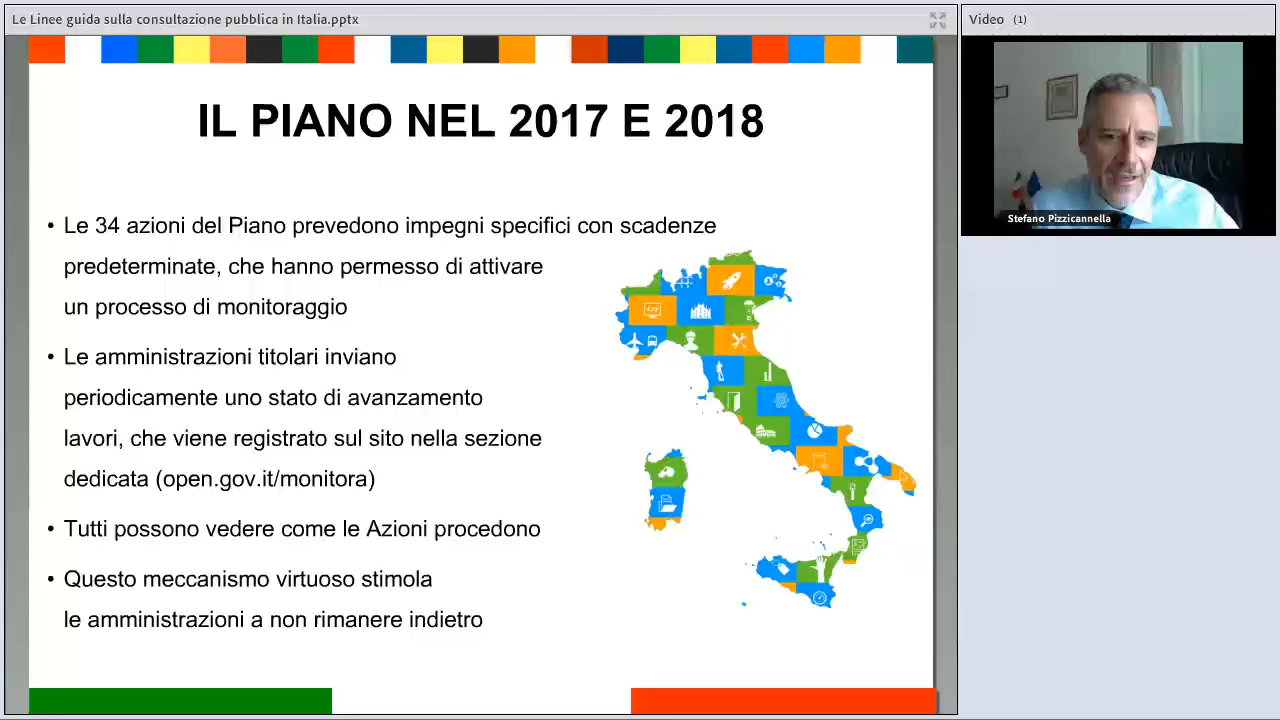 Le Linee guida sulla consultazione pubblica in Italia.pptx
Video (1)
Stefano Pizzicannella
IL PIANO NEL 2017 E 2018
• Le 34 azioni del Piano prevedono impegni specifici con scadenze
predeterminate, che hanno permesso di attivare
un processo di monitoraggio
• Le amministrazioni titolari inviano
periodicamente uno stato di avanzamento
lavori, che viene registrato sul sito nella sezione
dedicata (open.gov.it/monitora)
• Tutti possono vedere come le Azioni procedono
• Questo meccanismo virtuoso stimola
le amministrazioni a non rimanere indietro